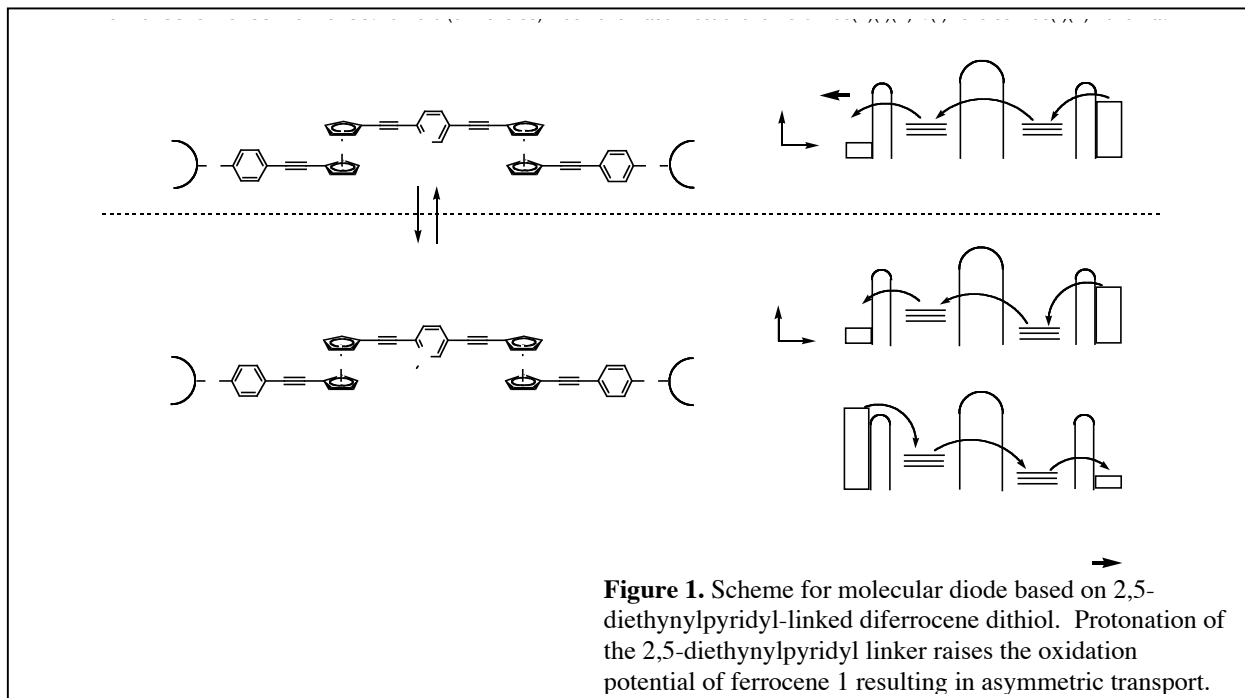 Figure 1. Scheme for molecular diode based on 2,5-
diethynylpyridyl-linked diferrocene dithiol. Protonation of
the 2,5-diethynylpyridyl linker raises the oxidation
potential of ferrocene 1 resulting in asymmetric transport.